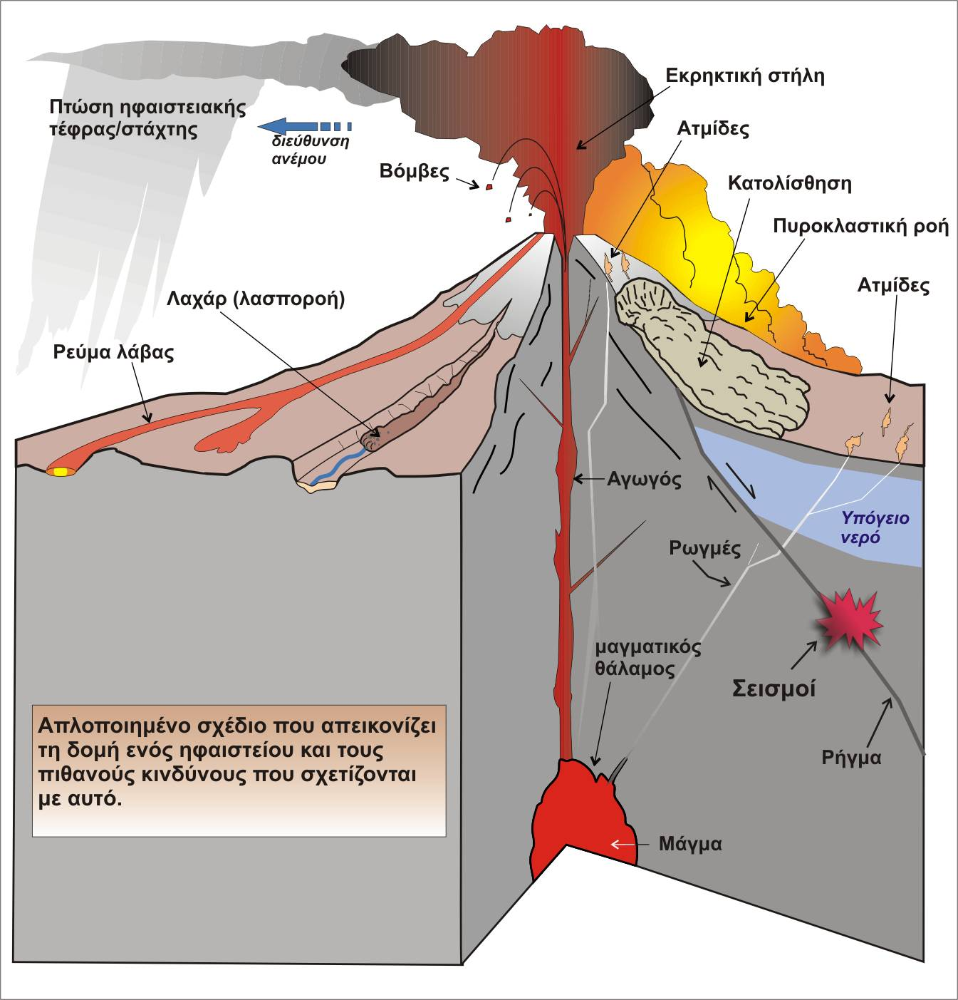 Εκρηκτική στήλη
Πτώση ηφαιστειακής
τέφρας/στάχτης
διεύθυνση
ανέμου
Ατμίδες
Βόμβες
Κατολίσθηση
Πυροκλαστική ροή
Ατμίδες
Λαχάρ (λασποροή)
Ρεύμα λάβας
Αγωγός
Υπόγειο
νερό
Ρωγμές
μαγματικός
θάλαμος
Σεισμοί
Ρήγμα
Απλοποιημένο σχέδιο που απεικονίζει
τη δομή ενός ηφαιστείου και τους
πιθανούς κινδύνους που σχετίζονται
με αυτό.
Μάγμα